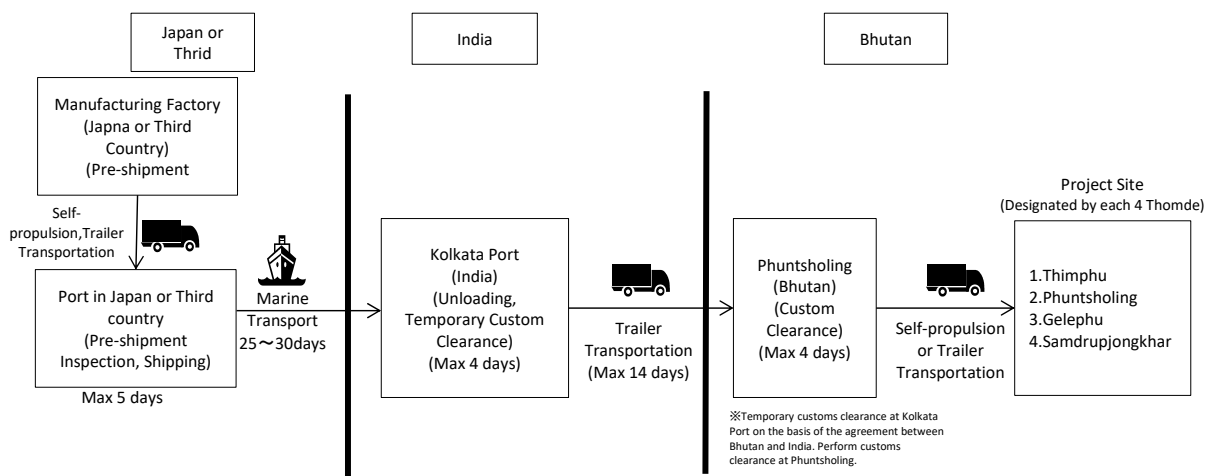 Japan or
Thrid
India
Bhutan
Manufacturing Factory
(Japna or Third
Country)
(Pre-shipment
Self-
propulsion,Trailer
Transportation
Port in Japan or Third
country
(Pre-shipment
Inspection, Shipping)
Max 5 days
Marine
Transport
25～30days
Kolkata Port
(India)
(Unloading,
Temporary Custom
Clearance)
(Max 4 days)
Trailer
Transportation
(Max 14 days)
Phuntsholing
(Bhutan)
(Custom
Clearance)
(Max 4 days)
※Temporary customs clearance at Kolkata
Port on the basis of the agreement between
Bhutan and India. Perform customs
clearance at Phuntsholing.
Self-propulsion
or Trailer
Transportation
Project Site
(Designated by each 4 Thomde)
1.Thimphu
2.Phuntsholing
3.Gelephu
4.Samdrupjongkhar